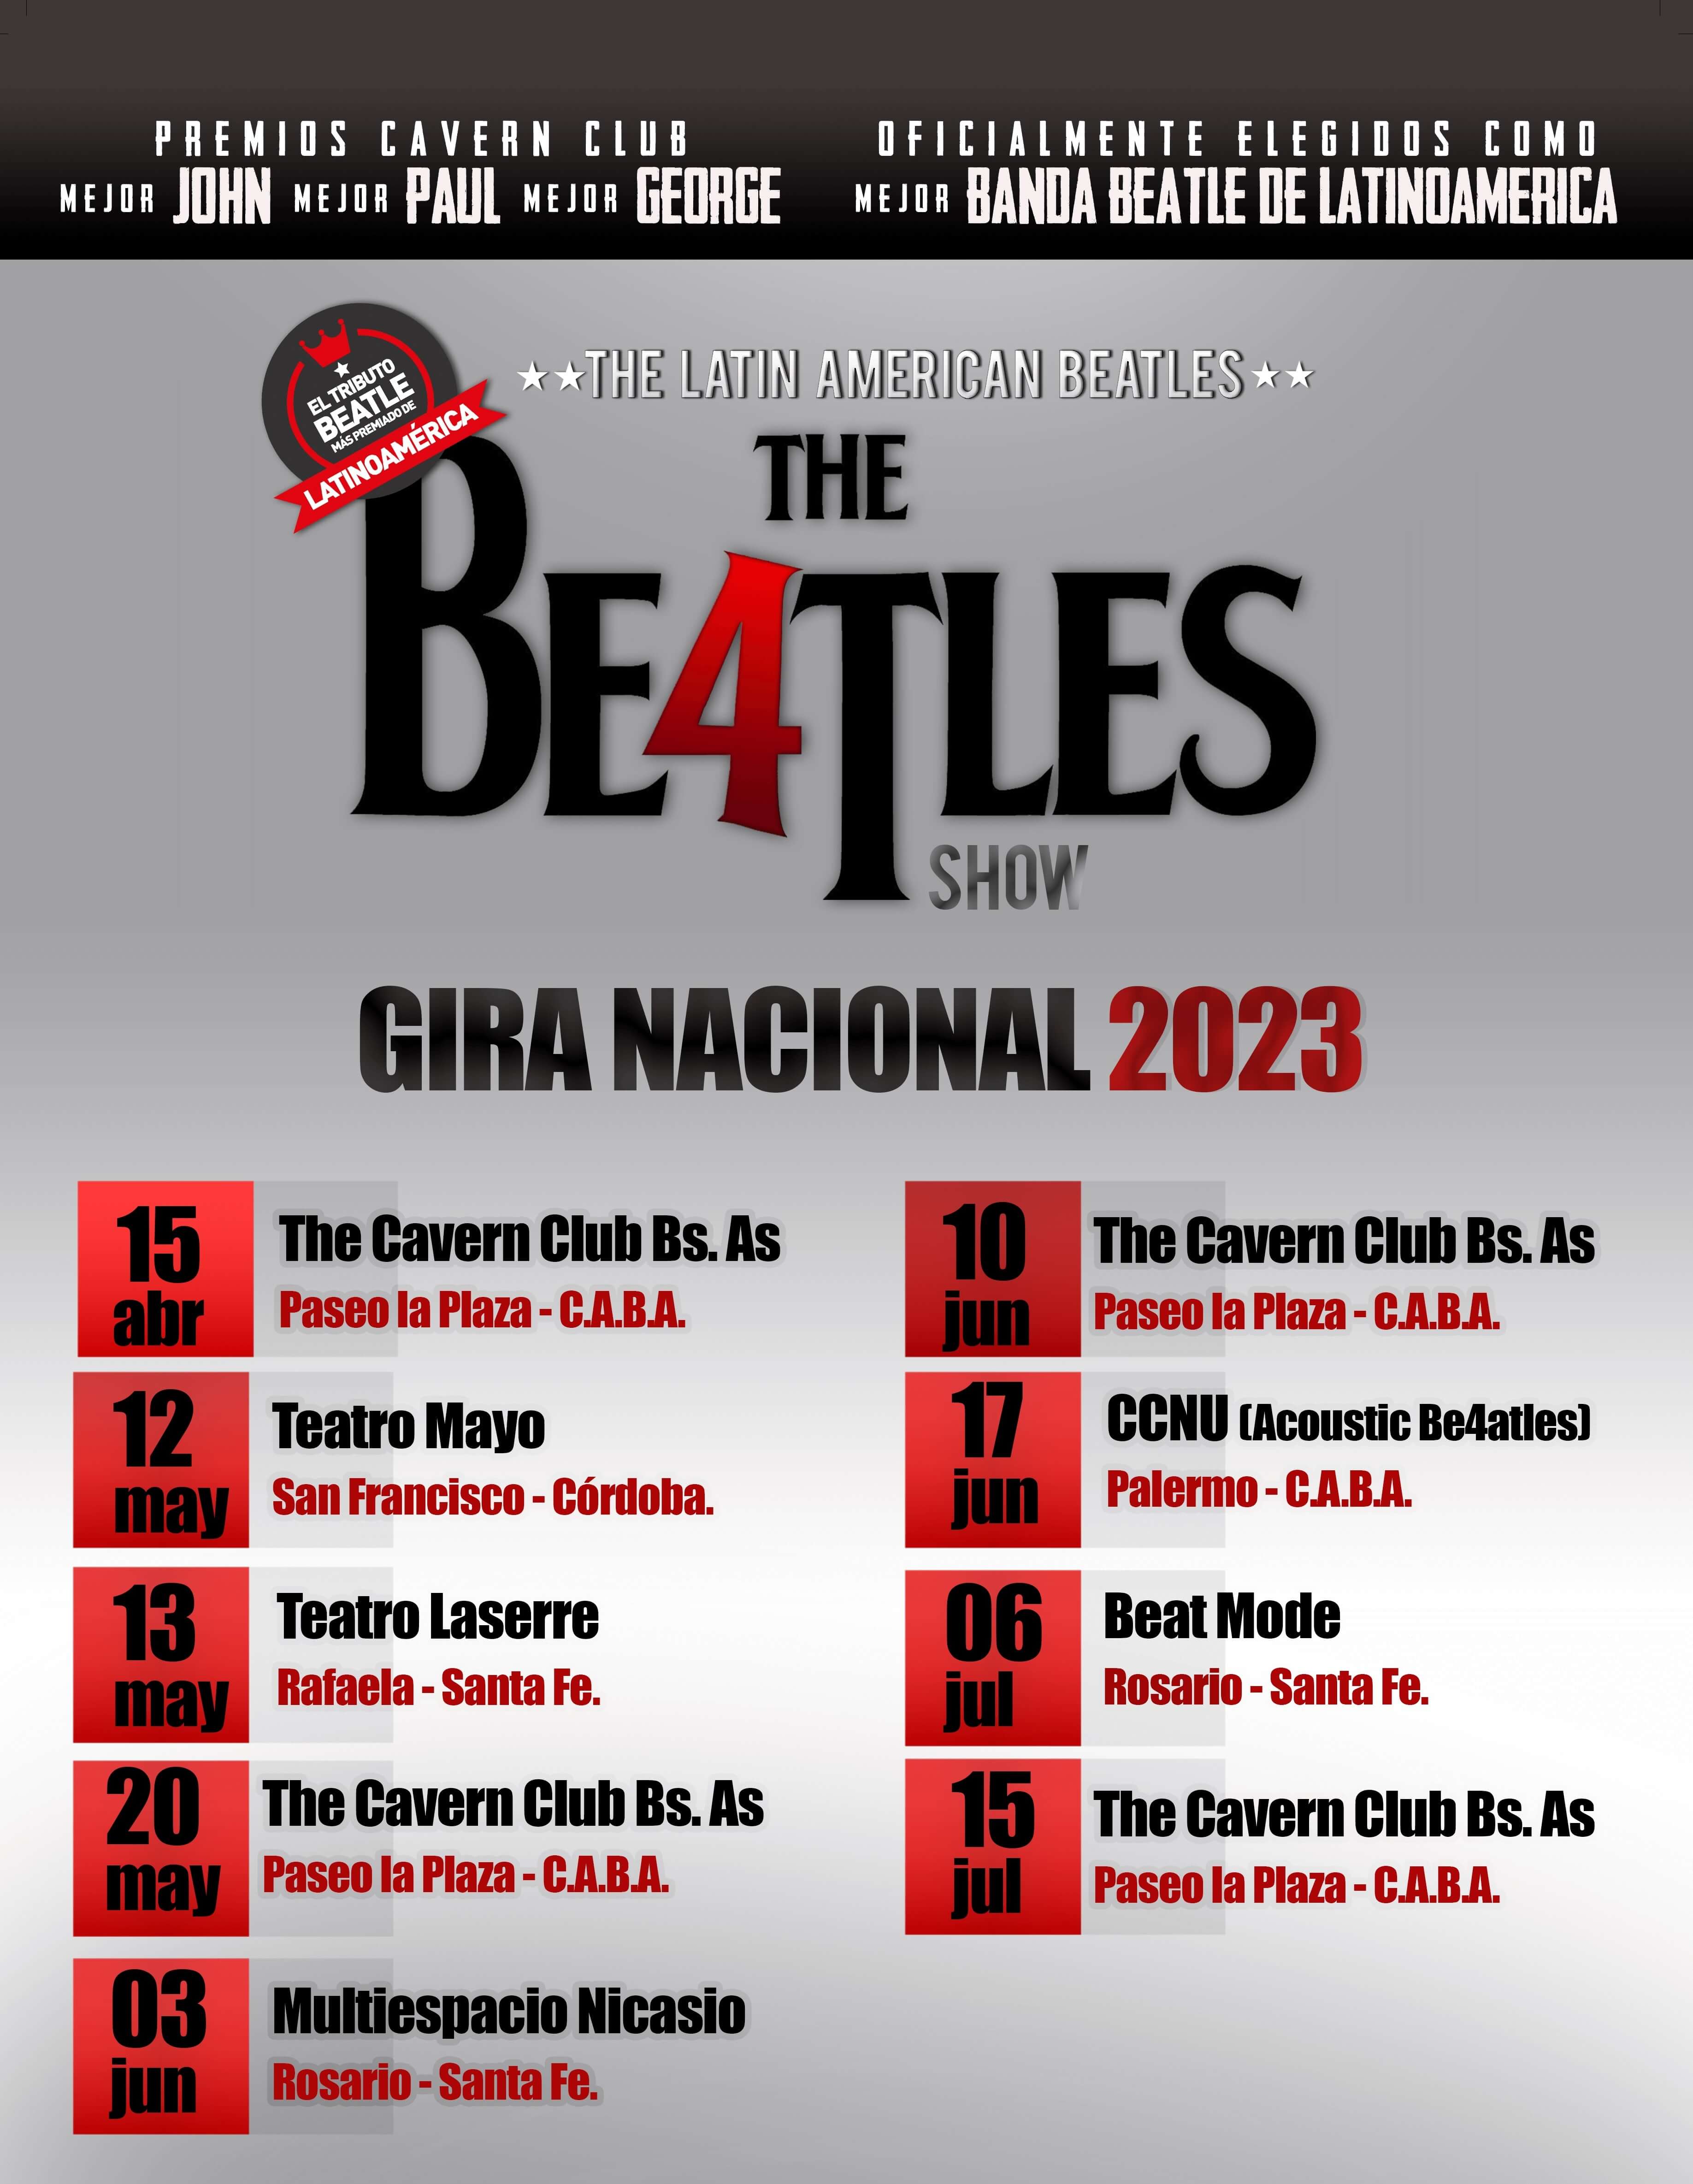 PREMIOS CAVERN CLUB
MEJOR JOHN MEJOR PAUL MEJOR GEORGE
OFICIALMENTE ELEGIDOS COMO
MEJOR BANDA BEATLE DE LATINOAMERICA
EL TRIBUTO
BEATLE
MÁS PREMIADO DE
LATINOAMÉRICA
THE LATIN AMERICAN BEATLES
THE
BE4TLES
SHOW
GIRA NACIONAL 2023
15
abr
The Cavern Club Bs. As
Paseo la Plaza - C.A.B.A.
12
may
Teatro Mayo
San Francisco - Córdoba.
13
may
Teatro Laserre
Rafaela - Santa Fe.
20
may
The Cavern Club Bs. As
Paseo la Plaza - C.A.B.A.
03
jun
Multiespacio Nicasio
Rosario - Santa Fe.
10
jun
The Cavern Club Bs. As
Paseo la Plaza - C.A.B.A.
17
jun
CCNU (Acoustic Be4atles)
Palermo - C.A.B.A.
06
jul
Beat Mode
Rosario - Santa Fe.
15
jul
The Cavern Club Bs. As
Paseo la Plaza - C.A.B.A.